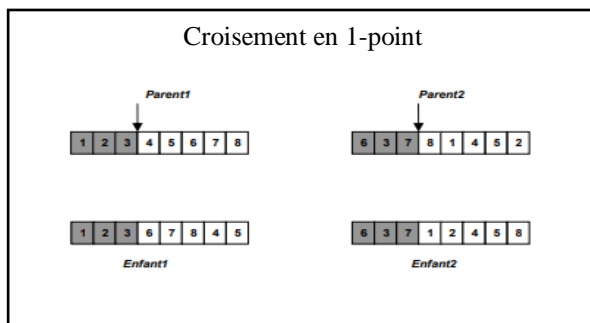 Croisement en 1-point
Parent1 Parent2
1 2 3 4 5 6 7 8 6 3 7 8 1 4 5 2
1 2 3 6 7 8 4 5 6 3 7 1 2 4 5 8
Enfant1 Enfant2